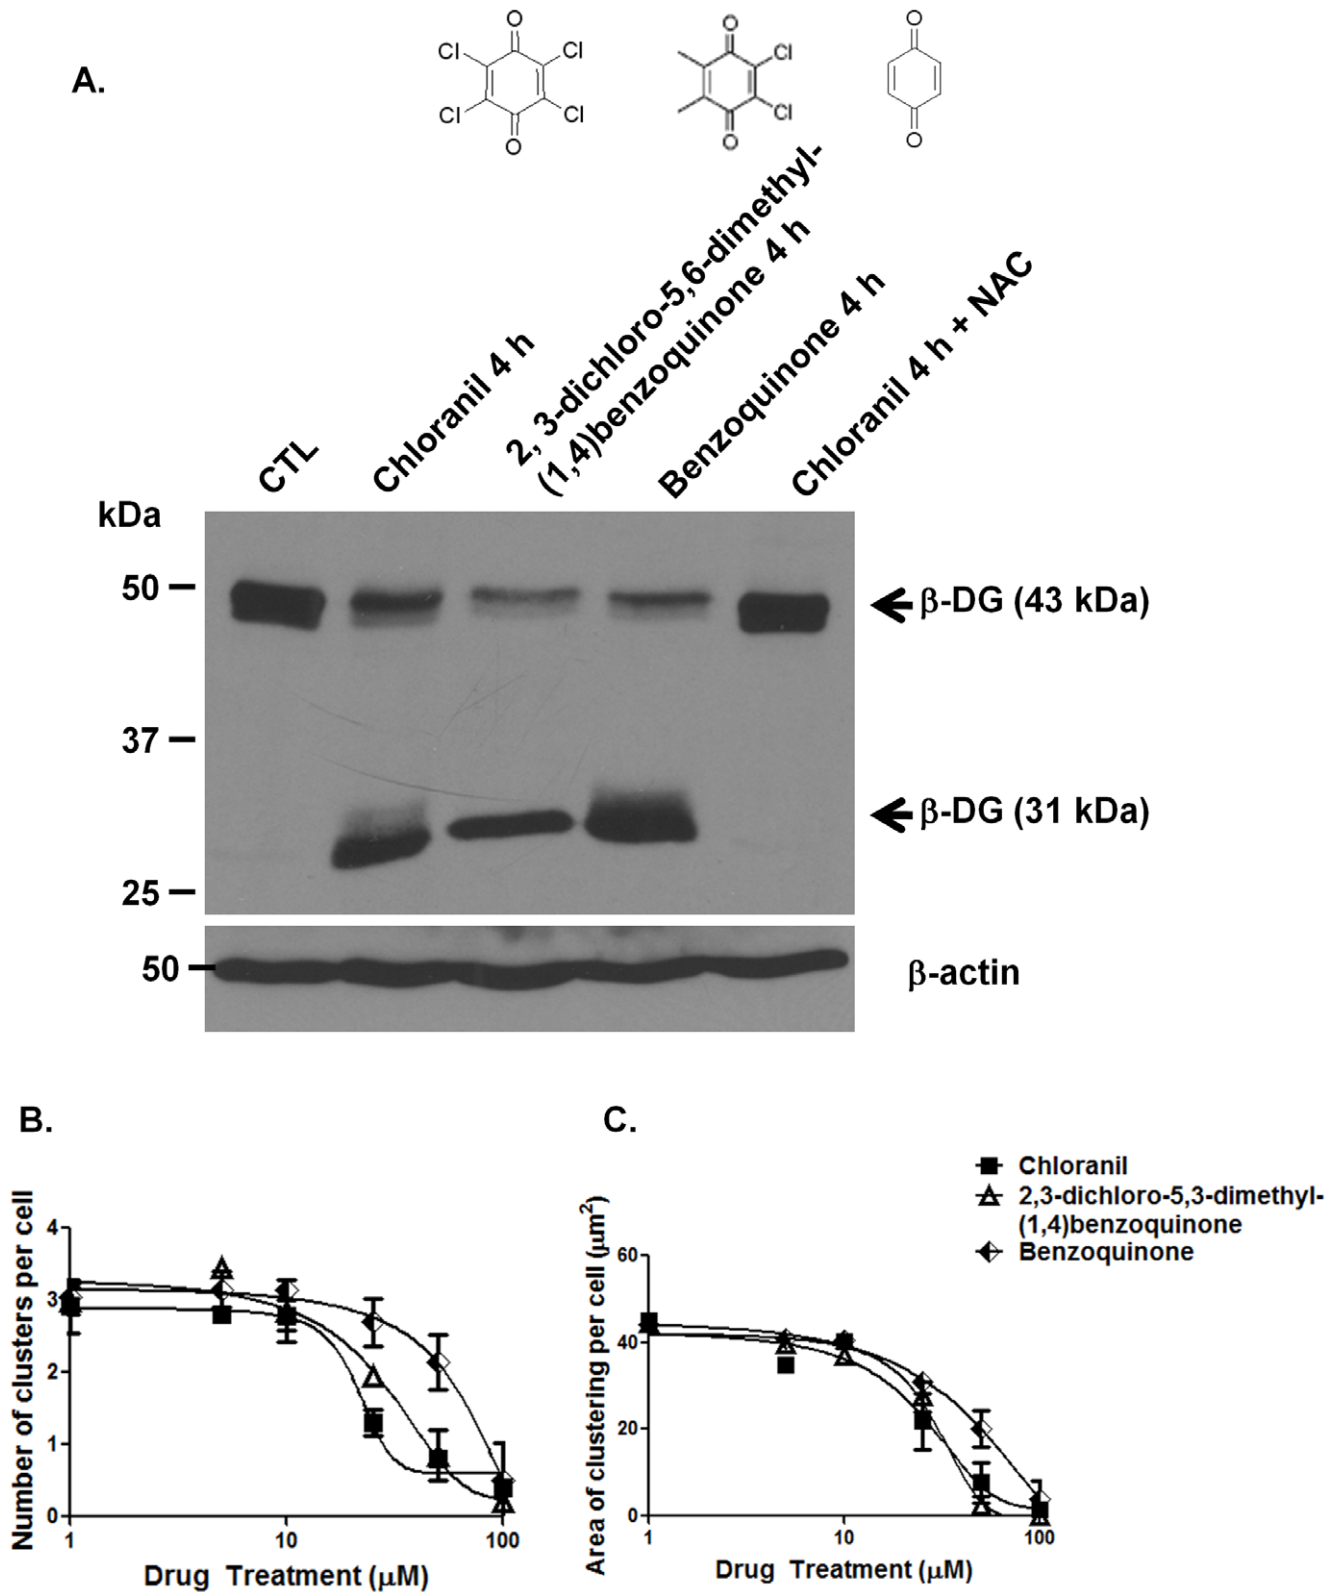 A.
O
Cl
Cl
Cl
Cl
O
O
Cl
Cl
O
O
O
CTL
Chloranil 4 h
2, 3-dichloro-5,6-dimethyl-
(1,4)benzoquinone 4 h
Benzoquinone 4 h
Chloranil 4 h + NAC
kDa
50
37
25
β-DG (43 kDa)
β-DG (31 kDa)
50
β-actin
B.
Number of clusters per cell
4
3
2
1
0
1
10
100
Drug Treatment (μM)
C.
Area of clustering per cell (μm²)
60
40
20
0
1
10
100
Drug Treatment (μM)
Chloranil
2,3-dichloro-5,3-dimethyl-
(1,4)benzoquinone
Benzoquinone